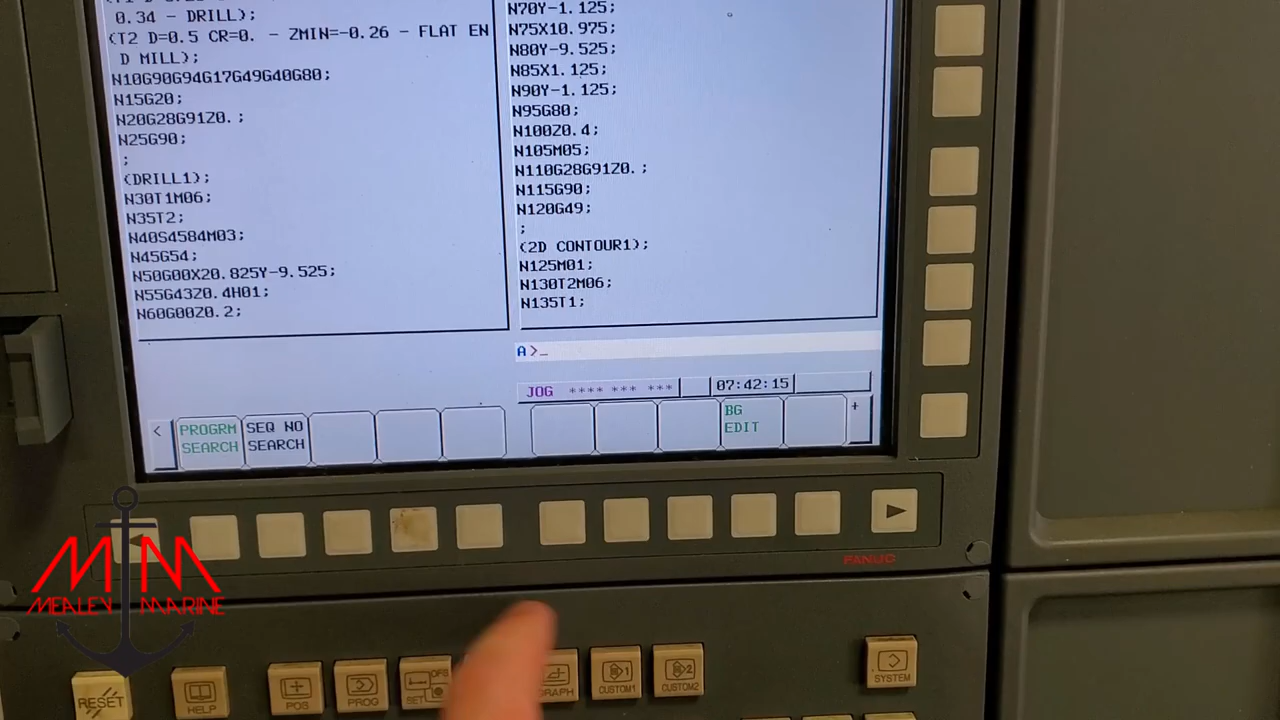 0.34 - DRILL);
(T2 D=0.5 CR=0. - ZMIN=-0.26 - FLAT EN
D MILL);
N10G90G94G17G49G40G80;
N15G20;
N20G28G91Z0.;
N25G90;
;
(DRILL1);
N30T1M06;
N35T2;
N40S4584M03;
N45G54;
N50G00X20.825Y-9.525;
N55G43Z0.4H01;
N60G00Z0.2;
N70Y-1.125;
N75X10.975;
N80Y-9.525;
N85X1.125;
N90Y-1.125;
N95G80;
N100Z0.4;
N105M05;
N110G28G91Z0.;
N115G90;
N120G49;
;
(2D CONTOUR1);
N125M01;
N130T2M06;
N135T1;
A>_
JOG **** *** ***
07:42:15
<
PROGRM
SEARCH
SEQ NO
SEARCH
BG
EDIT
+
FANUC
MM
MEALEY MARINE
RESET
HELP
POS
PROG
CUSTOM1
CUSTOM2
SYSTEM